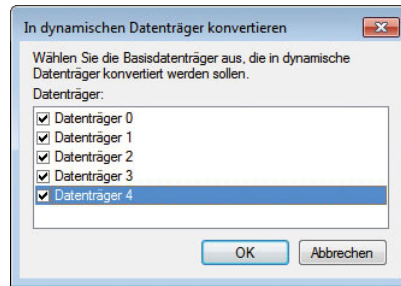 In dynamischen Datenträger konvertieren
Wählen Sie die Basisdatenträger aus, die in dynamische
Datenträger konvertiert werden sollen.
Datenträger:
Datenträger 0
Datenträger 1
Datenträger 2
Datenträger 3
Datenträger 4
OK
Abbrechen